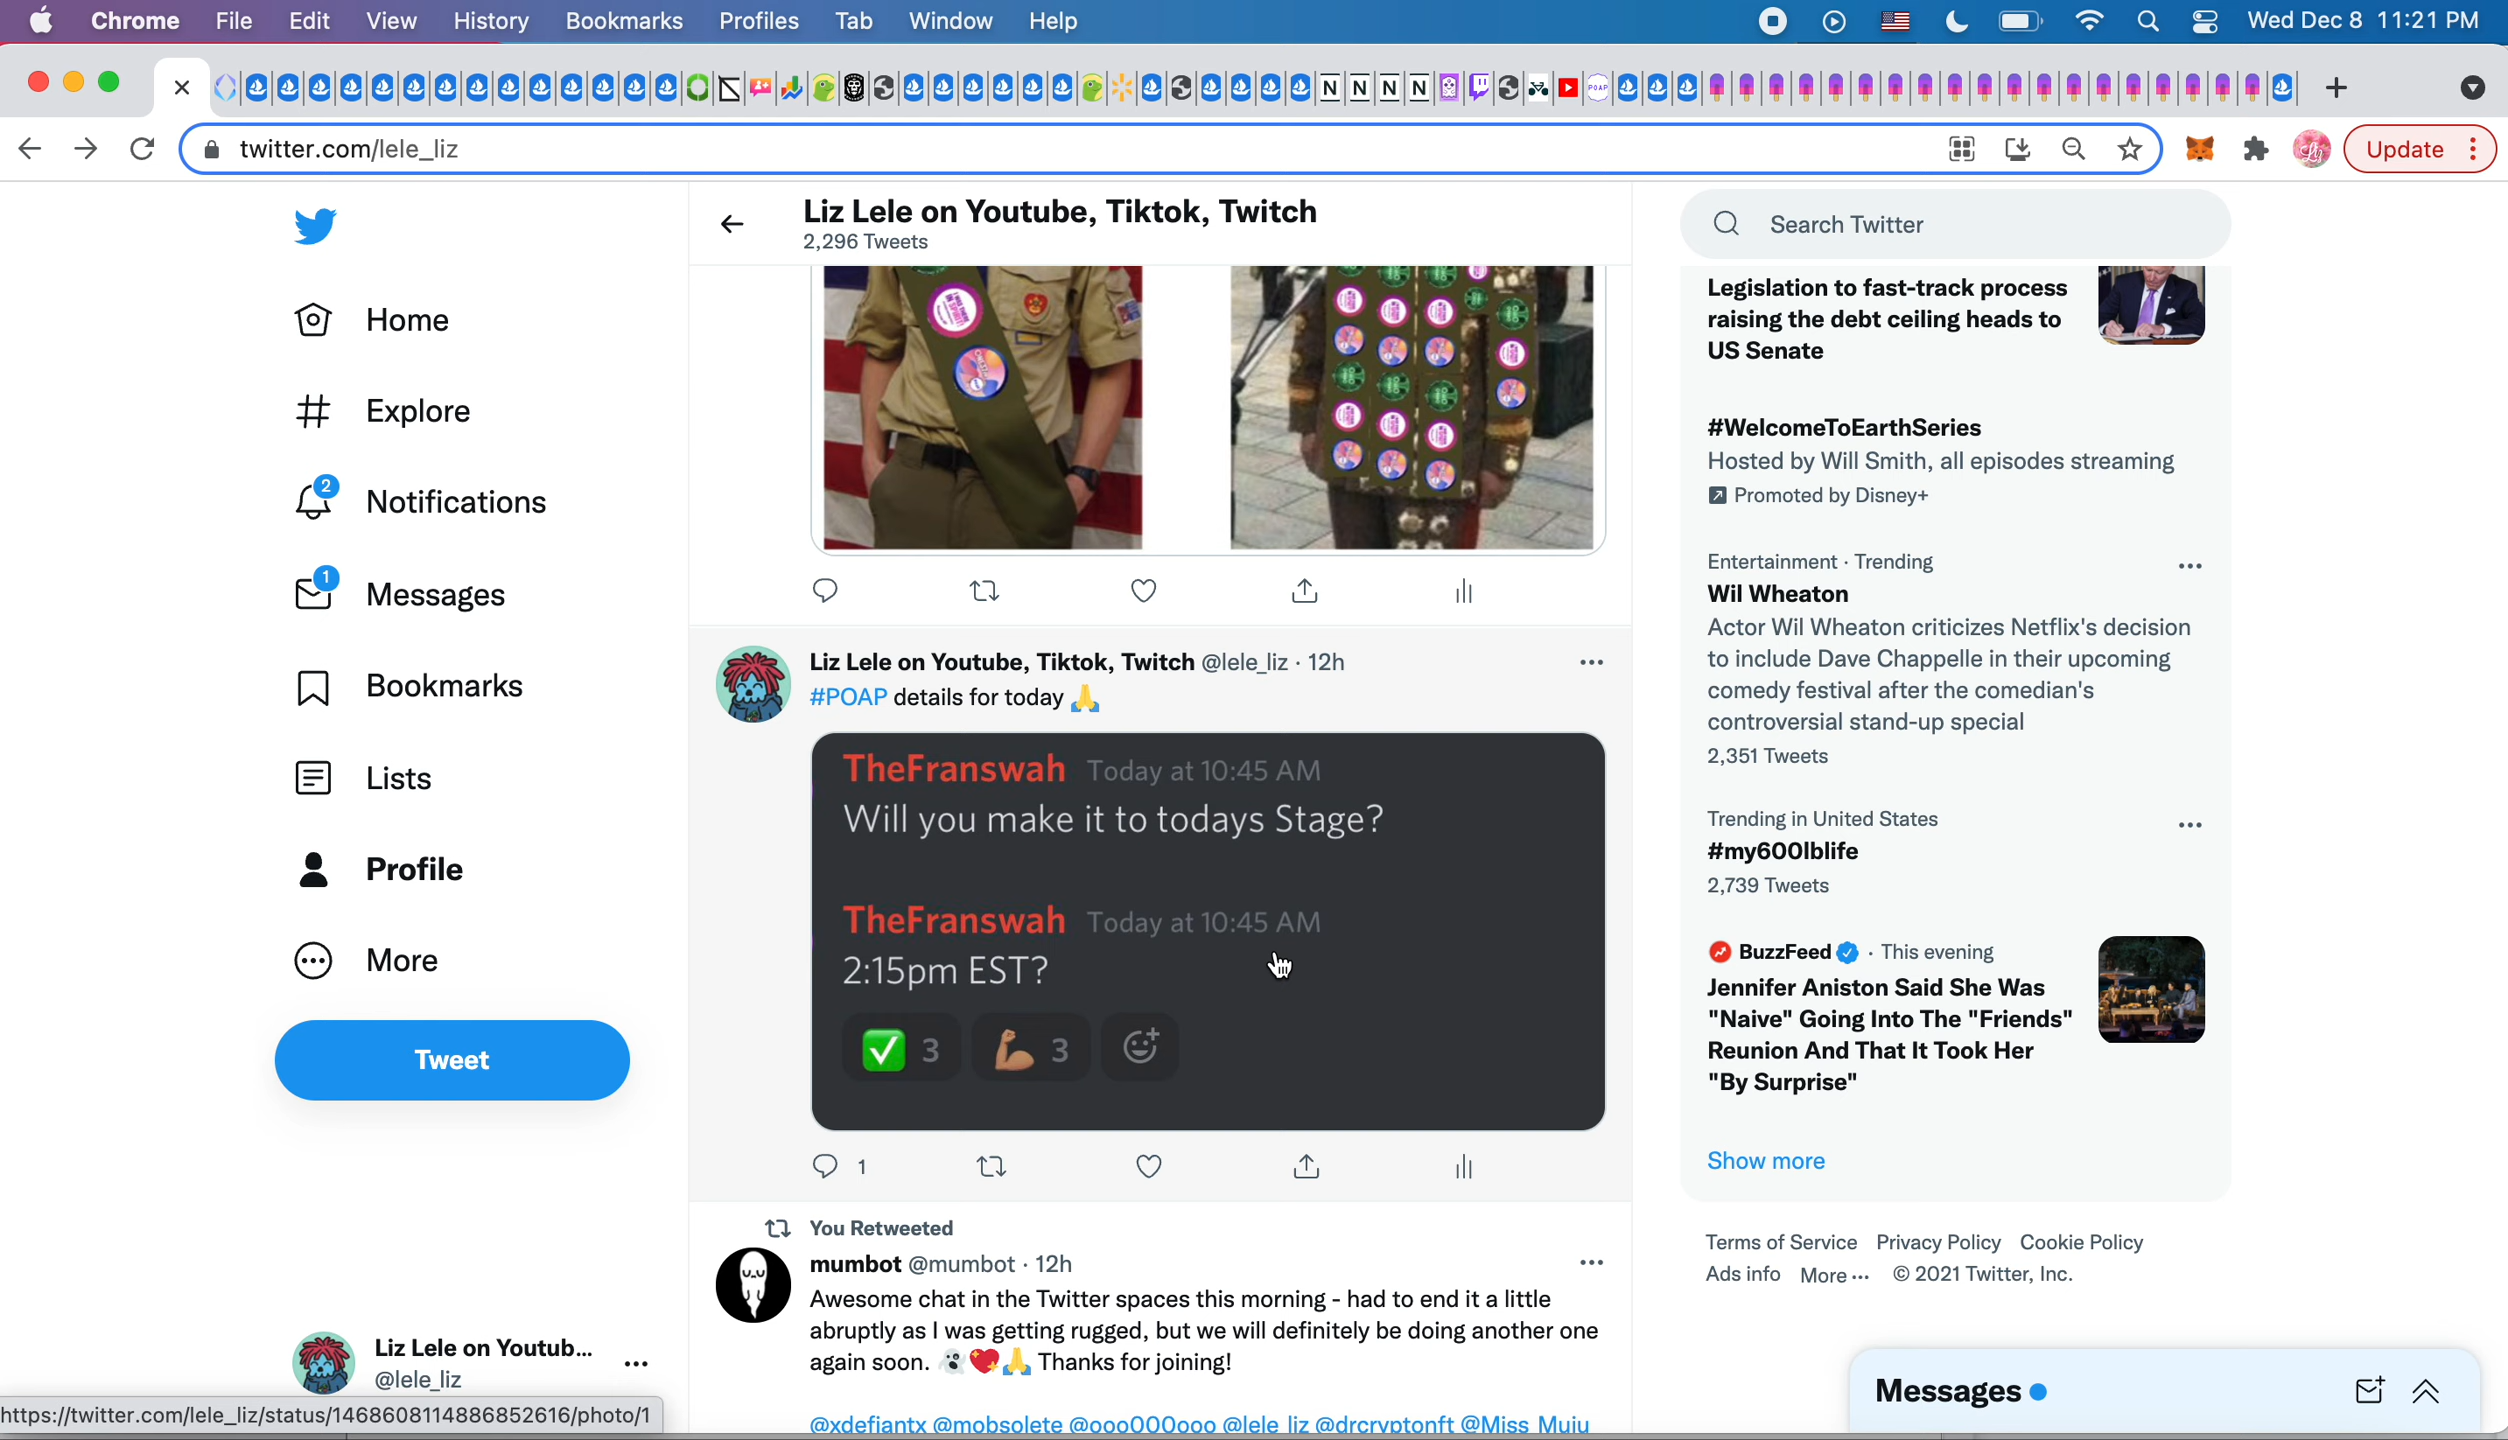 Chrome File Edit View History Bookmarks Profiles Tab Window Help Wed Dec 8 11:21 PM
twitter.com/lele_liz
Update
Liz Lele on Youtube, Tiktok, Twitch
2,296 Tweets
Home
Explore
2
Notifications
1
Messages
Bookmarks
Lists
Profile
More
Tweet
Liz Lele on Youtub...
@lele_liz
https://twitter.com/lele_liz/status/1468608114886852616/photo/1
Liz Lele on Youtube, Tiktok, Twitch @lele_liz · 12h
#POAP details for today 🙏
TheFranswah Today at 10:45 AM
Will you make it to todays Stage?
TheFranswah Today at 10:45 AM
2:15pm EST?
✅ 3 💪🏽 3
1
You Retweeted
mumbot @mumbot · 12h
Awesome chat in the Twitter spaces this morning - had to end it a little
abruptly as I was getting rugged, but we will definitely be doing another one
again soon. 👻💖🙏 Thanks for joining!
@xdefiantx @mobsolete @ooo000ooo @lele_liz @drcryptonft @Miss_Muju
Search Twitter
Legislation to fast-track process
raising the debt ceiling heads to
US Senate
#WelcomeToEarthSeries
Hosted by Will Smith, all episodes streaming
Promoted by Disney+
Entertainment · Trending
Wil Wheaton
Actor Wil Wheaton criticizes Netflix's decision
to include Dave Chappelle in their upcoming
comedy festival after the comedian's
controversial stand-up special
2,351 Tweets
Trending in United States
#my600lblife
2,739 Tweets
BuzzFeed · This evening
Jennifer Aniston Said She Was
"Naive" Going Into The "Friends"
Reunion And That It Took Her
"By Surprise"
Show more
Terms of Service Privacy Policy Cookie Policy
Ads info More ··· © 2021 Twitter, Inc.
Messages